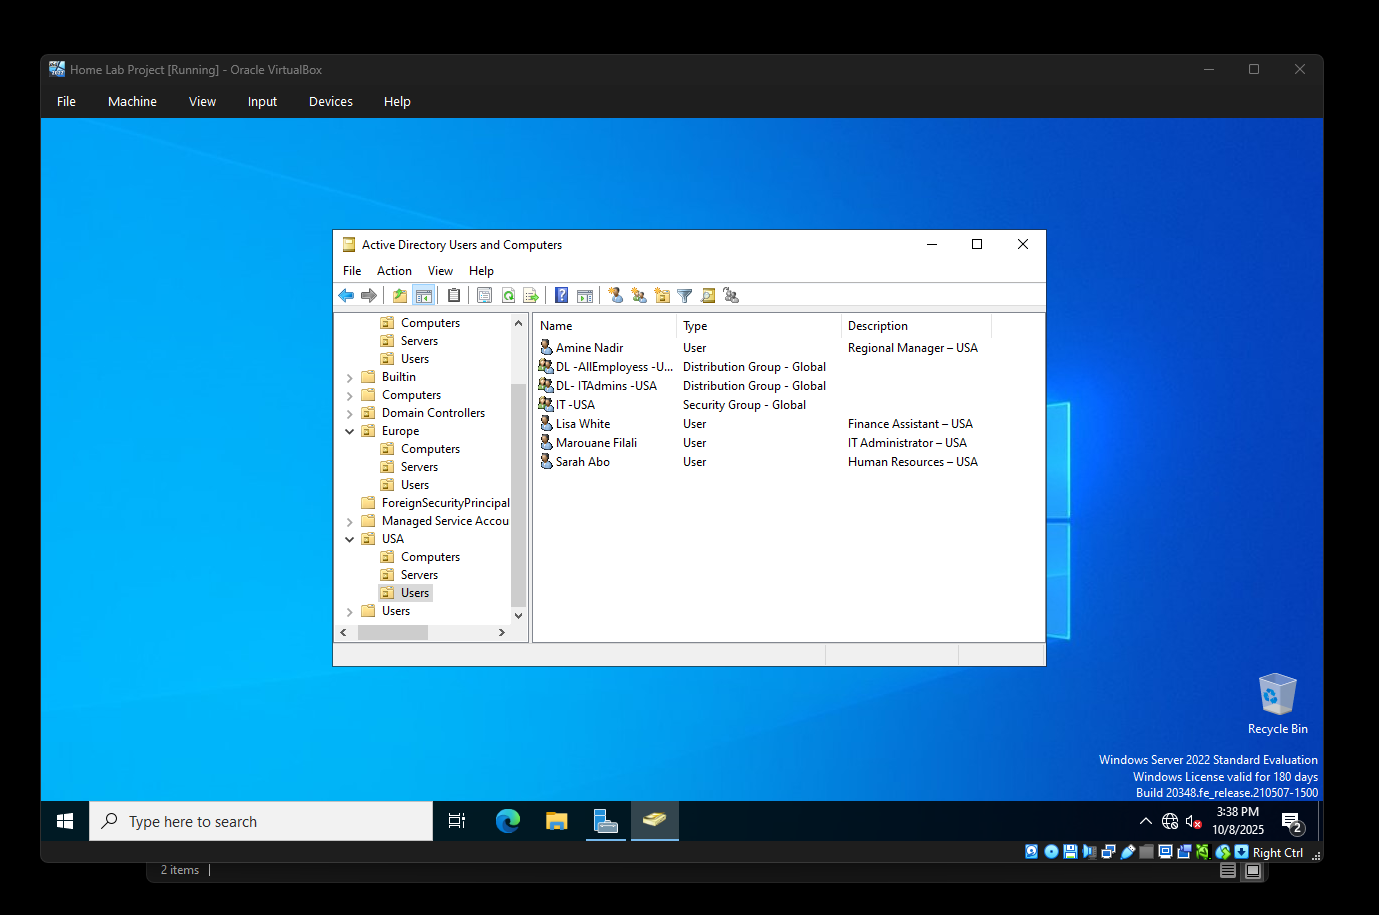 Home Lab Project [Running] - Oracle VirtualBox
File Machine View Input Devices Help
Active Directory Users and Computers
File Action View Help
Computers
Servers
Users
Builtin
Computers
Domain Controllers
Europe
Computers
Servers
Users
ForeignSecurityPrincipal
Managed Service Accou
USA
Computers
Servers
Users
Users
Name Type Description
Amine Nadir User Regional Manager – USA
DL -AllEmployess -U... Distribution Group - Global
DL- ITAdmins -USA Distribution Group - Global
IT -USA Security Group - Global
Lisa White User Finance Assistant – USA
Marouane Filali User IT Administrator – USA
Sarah Abo User Human Resources – USA
Recycle Bin
Windows Server 2022 Standard Evaluation
Windows License valid for 180 days
Build 20348.fe_release.210507-1500
Type here to search
3:38 PM
10/8/2025
2
Right Ctrl
2 items